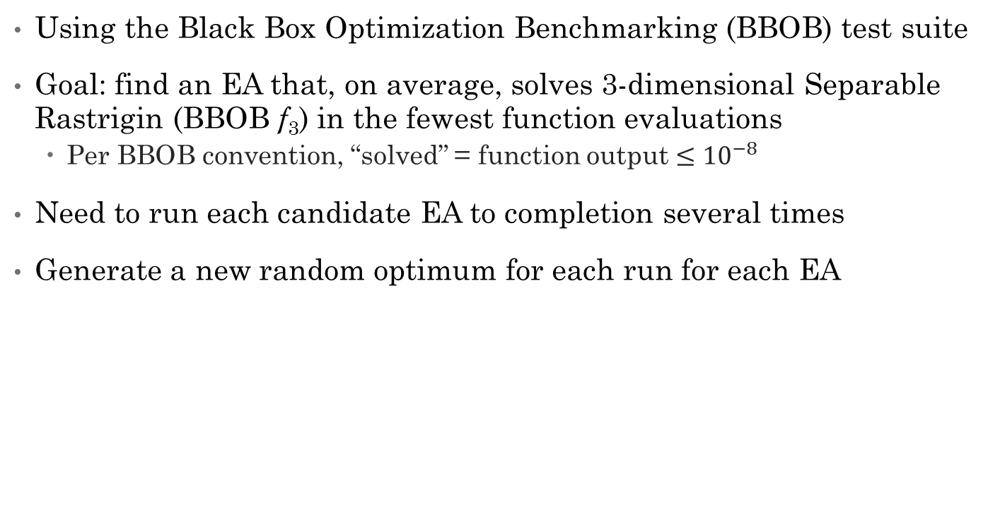 • Using the Black Box Optimization Benchmarking (BBOB) test suite
• Goal: find an EA that, on average, solves 3-dimensional Separable
Rastrigin (BBOB f₃) in the fewest function evaluations
• Per BBOB convention, “solved” = function output ≤ 10⁻⁸
• Need to run each candidate EA to completion several times
• Generate a new random optimum for each run for each EA